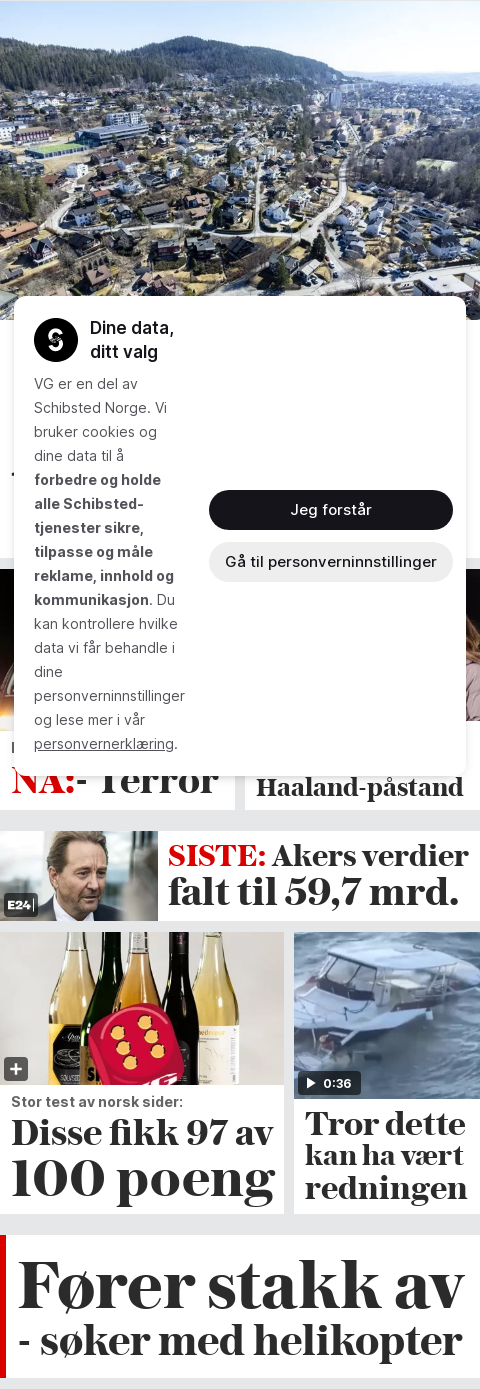 Dine data,
ditt valg
VG er en del av
Schibsted Norge. Vi
bruker cookies og
dine data til å
forbedre og holde
alle Schibsted-
tjenester sikre,
tilpasse og måle
reklame, innhold og
kommunikasjon. Du
kan kontrollere hvilke
data vi får behandle i
dine
personverninnstillinger
og lese mer i vår
personvernerklæring.
Jeg forstår
Gå til personverninnstillinger
NÅ:- Terror
Haaland-påstand
E24
SISTE: Akers verdier
falt til 59,7 mrd.
Stor test av norsk sider:
Disse fikk 97 av
100 poeng
0:36
Tror dette
kan ha vært
redningen
Fører stakk av
- søker med helikopter